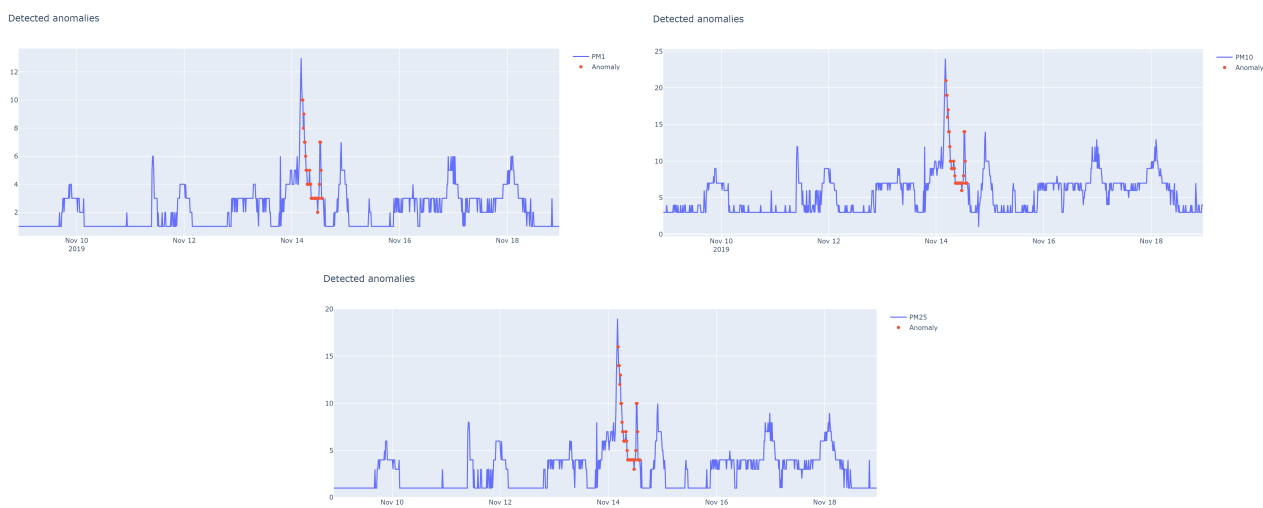 Detected anomalies
PM1
Anomaly
12
10
8
6
4
2
Nov 10
2019
Nov 12
Nov 14
Nov 16
Nov 18
Detected anomalies
PM10
Anomaly
25
20
15
10
5
0
Nov 10
2019
Nov 12
Nov 14
Nov 16
Nov 18
Detected anomalies
PM25
Anomaly
20
15
10
5
0
Nov 10
Nov 12
Nov 14
Nov 16
Nov 18